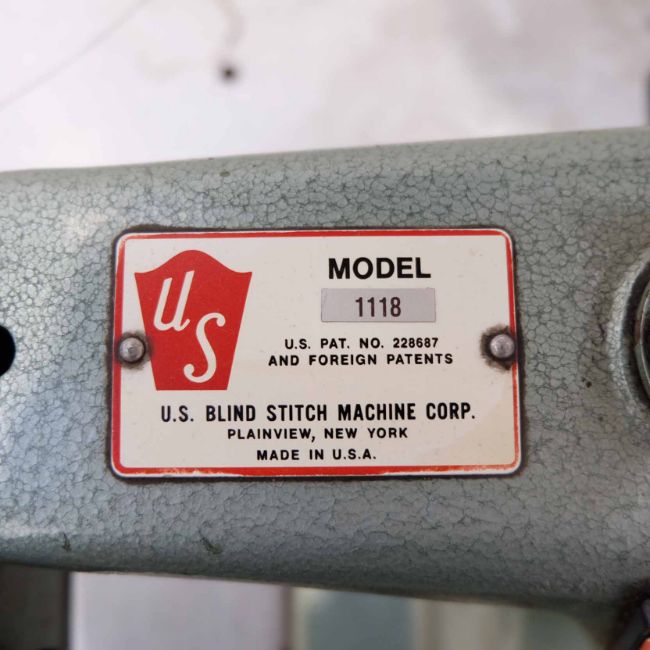 US
MODEL
1118
U.S. PAT. NO. 228687
AND FOREIGN PATENTS
U.S. BLIND STITCH MACHINE CORP.
PLAINVIEW, NEW YORK
MADE IN U.S.A.